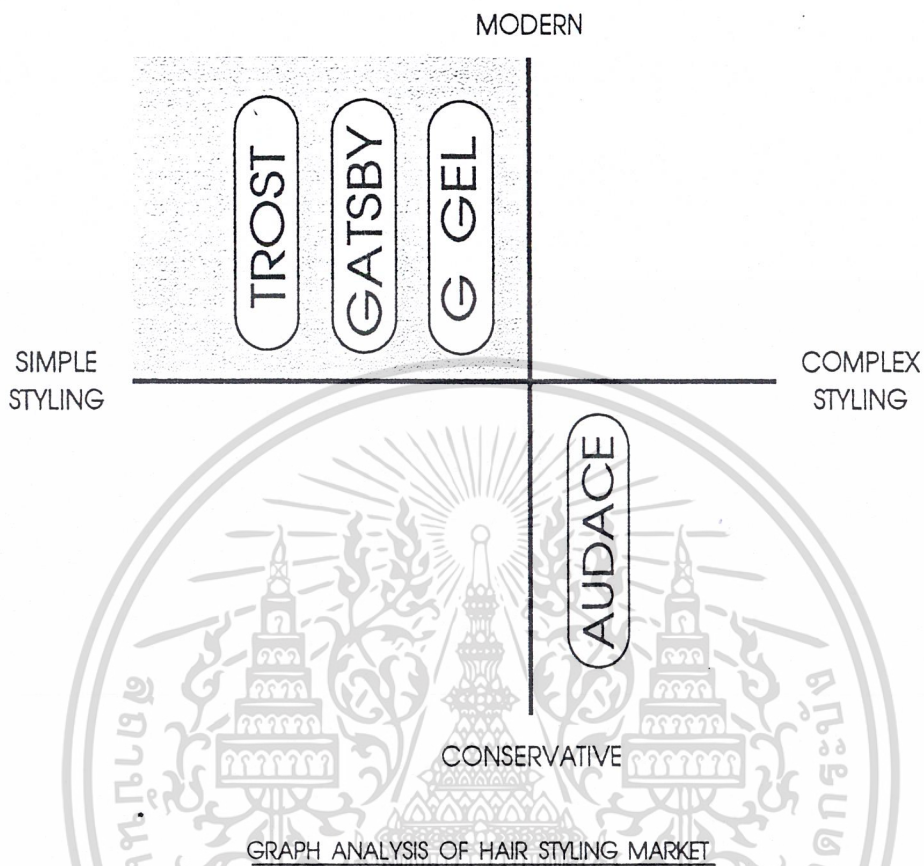 MODERN
TROST
GATSBY
G GEL
SIMPLE
STYLING
COMPLEX
STYLING
AUDACE
CONSERVATIVE
GRAPH ANALYSIS OF HAIR STYLING MARKET